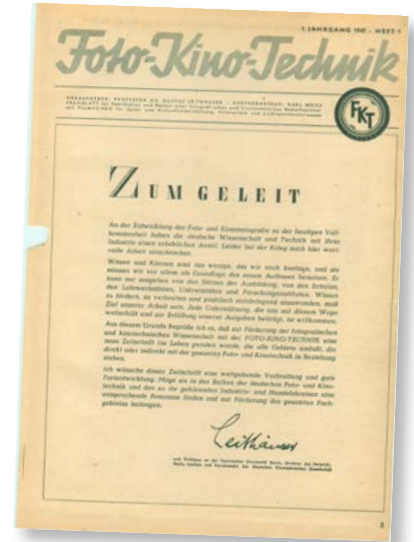 1. JAHRGANG 1947 · HEFT 1
Foto-Kino-Technik
HERAUSGEBER: PROFESSOR DR. GUSTAV LEITHÄUSER · CHEFREDAKTEUR: KARL WEISS
FKT
ZUM GELEIT
An der Entwicklung der Foto- und Kinematografie zu der heutigen Voll-
kommenheit haben die deutsche Wissenschaft und Technik mit ihrer
Industrie einen erheblichen Anteil. Leider hat der Krieg auch hier wert-
volle Arbeit unterbrochen.
Wissen und Können sind das wenige, das wir noch besitzen, und sie
müssen wir vor allem als Grundlage des neuen Aufbaues benutzen. Er
kann nur ausgehen von den Stätten der Ausbildung, von den Schulen,
den Lehrwerkstätten, Universitäten und Forschungsinstituten. Wissen
zu fördern, zu verbreiten und praktisch nutzbringend anzuwenden, muß
Ziel unserer Arbeit sein. Jede Unterstützung, die uns auf diesem Wege
weiterhilft und zur Erfüllung unserer Aufgaben beiträgt, ist willkommen.
Aus diesem Grunde begrüße ich es, daß zur Förderung der fotografischen
und kinotechnischen Wissenschaft mit der FOTO-KINO-TECHNIK eine
neue Zeitschrift ins Leben gerufen wurde, die alle Gebiete umfaßt, die
direkt oder indirekt mit der gesamten Foto- und Kinotechnik in Beziehung
stehen.
Ich wünsche dieser Zeitschrift eine weitgehende Verbreitung und gute
Fortentwicklung. Möge sie in den Reihen der deutschen Foto- und Kino-
technik und den zu ihr gehörenden Industrie- und Handelskreisen eine
entsprechende Resonanz finden und zur Förderung des gesamten Fach-
gebietes beitragen.
Leithäuser